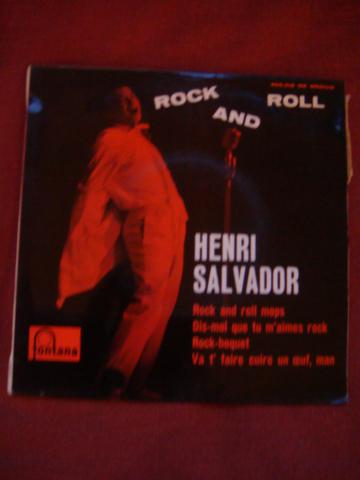 ROCK AND ROLL
HENRI
SALVADOR
Rock and roll mops
Dis-moi que tu m'aimes rock
Rock-hoquet
Va t' faire cuire un œuf, man
fontana